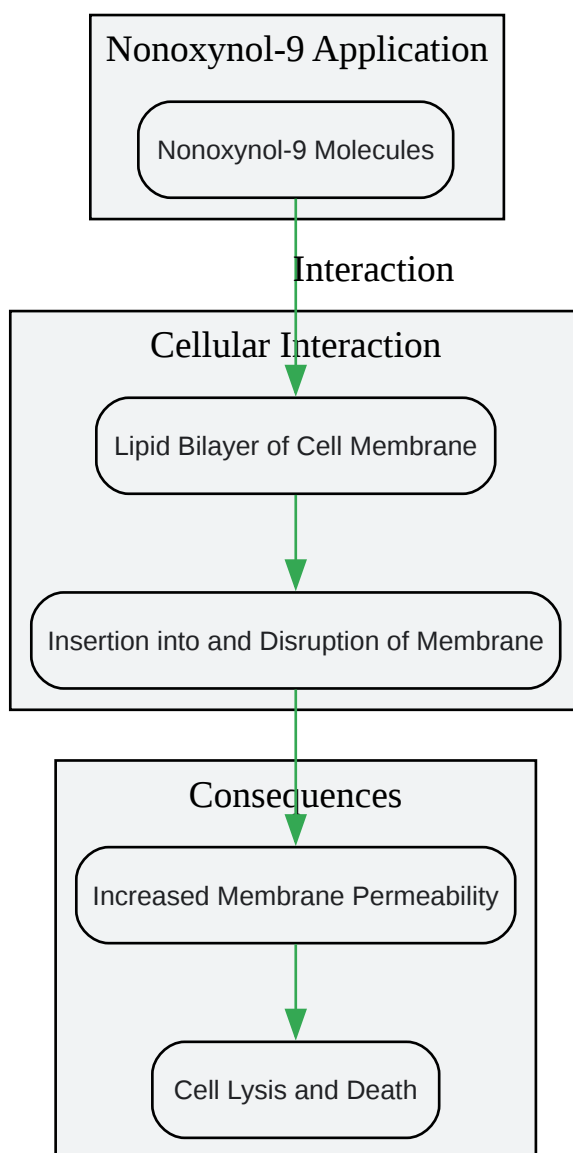 Nonoxynol-9 Application
Nonoxynol-9 Molecules
Interaction
Cellular Interaction
Lipid Bilayer of Cell Membrane
Insertion into and Disruption of Membrane
Consequences
Increased Membrane Permeability
Cell Lysis and Death